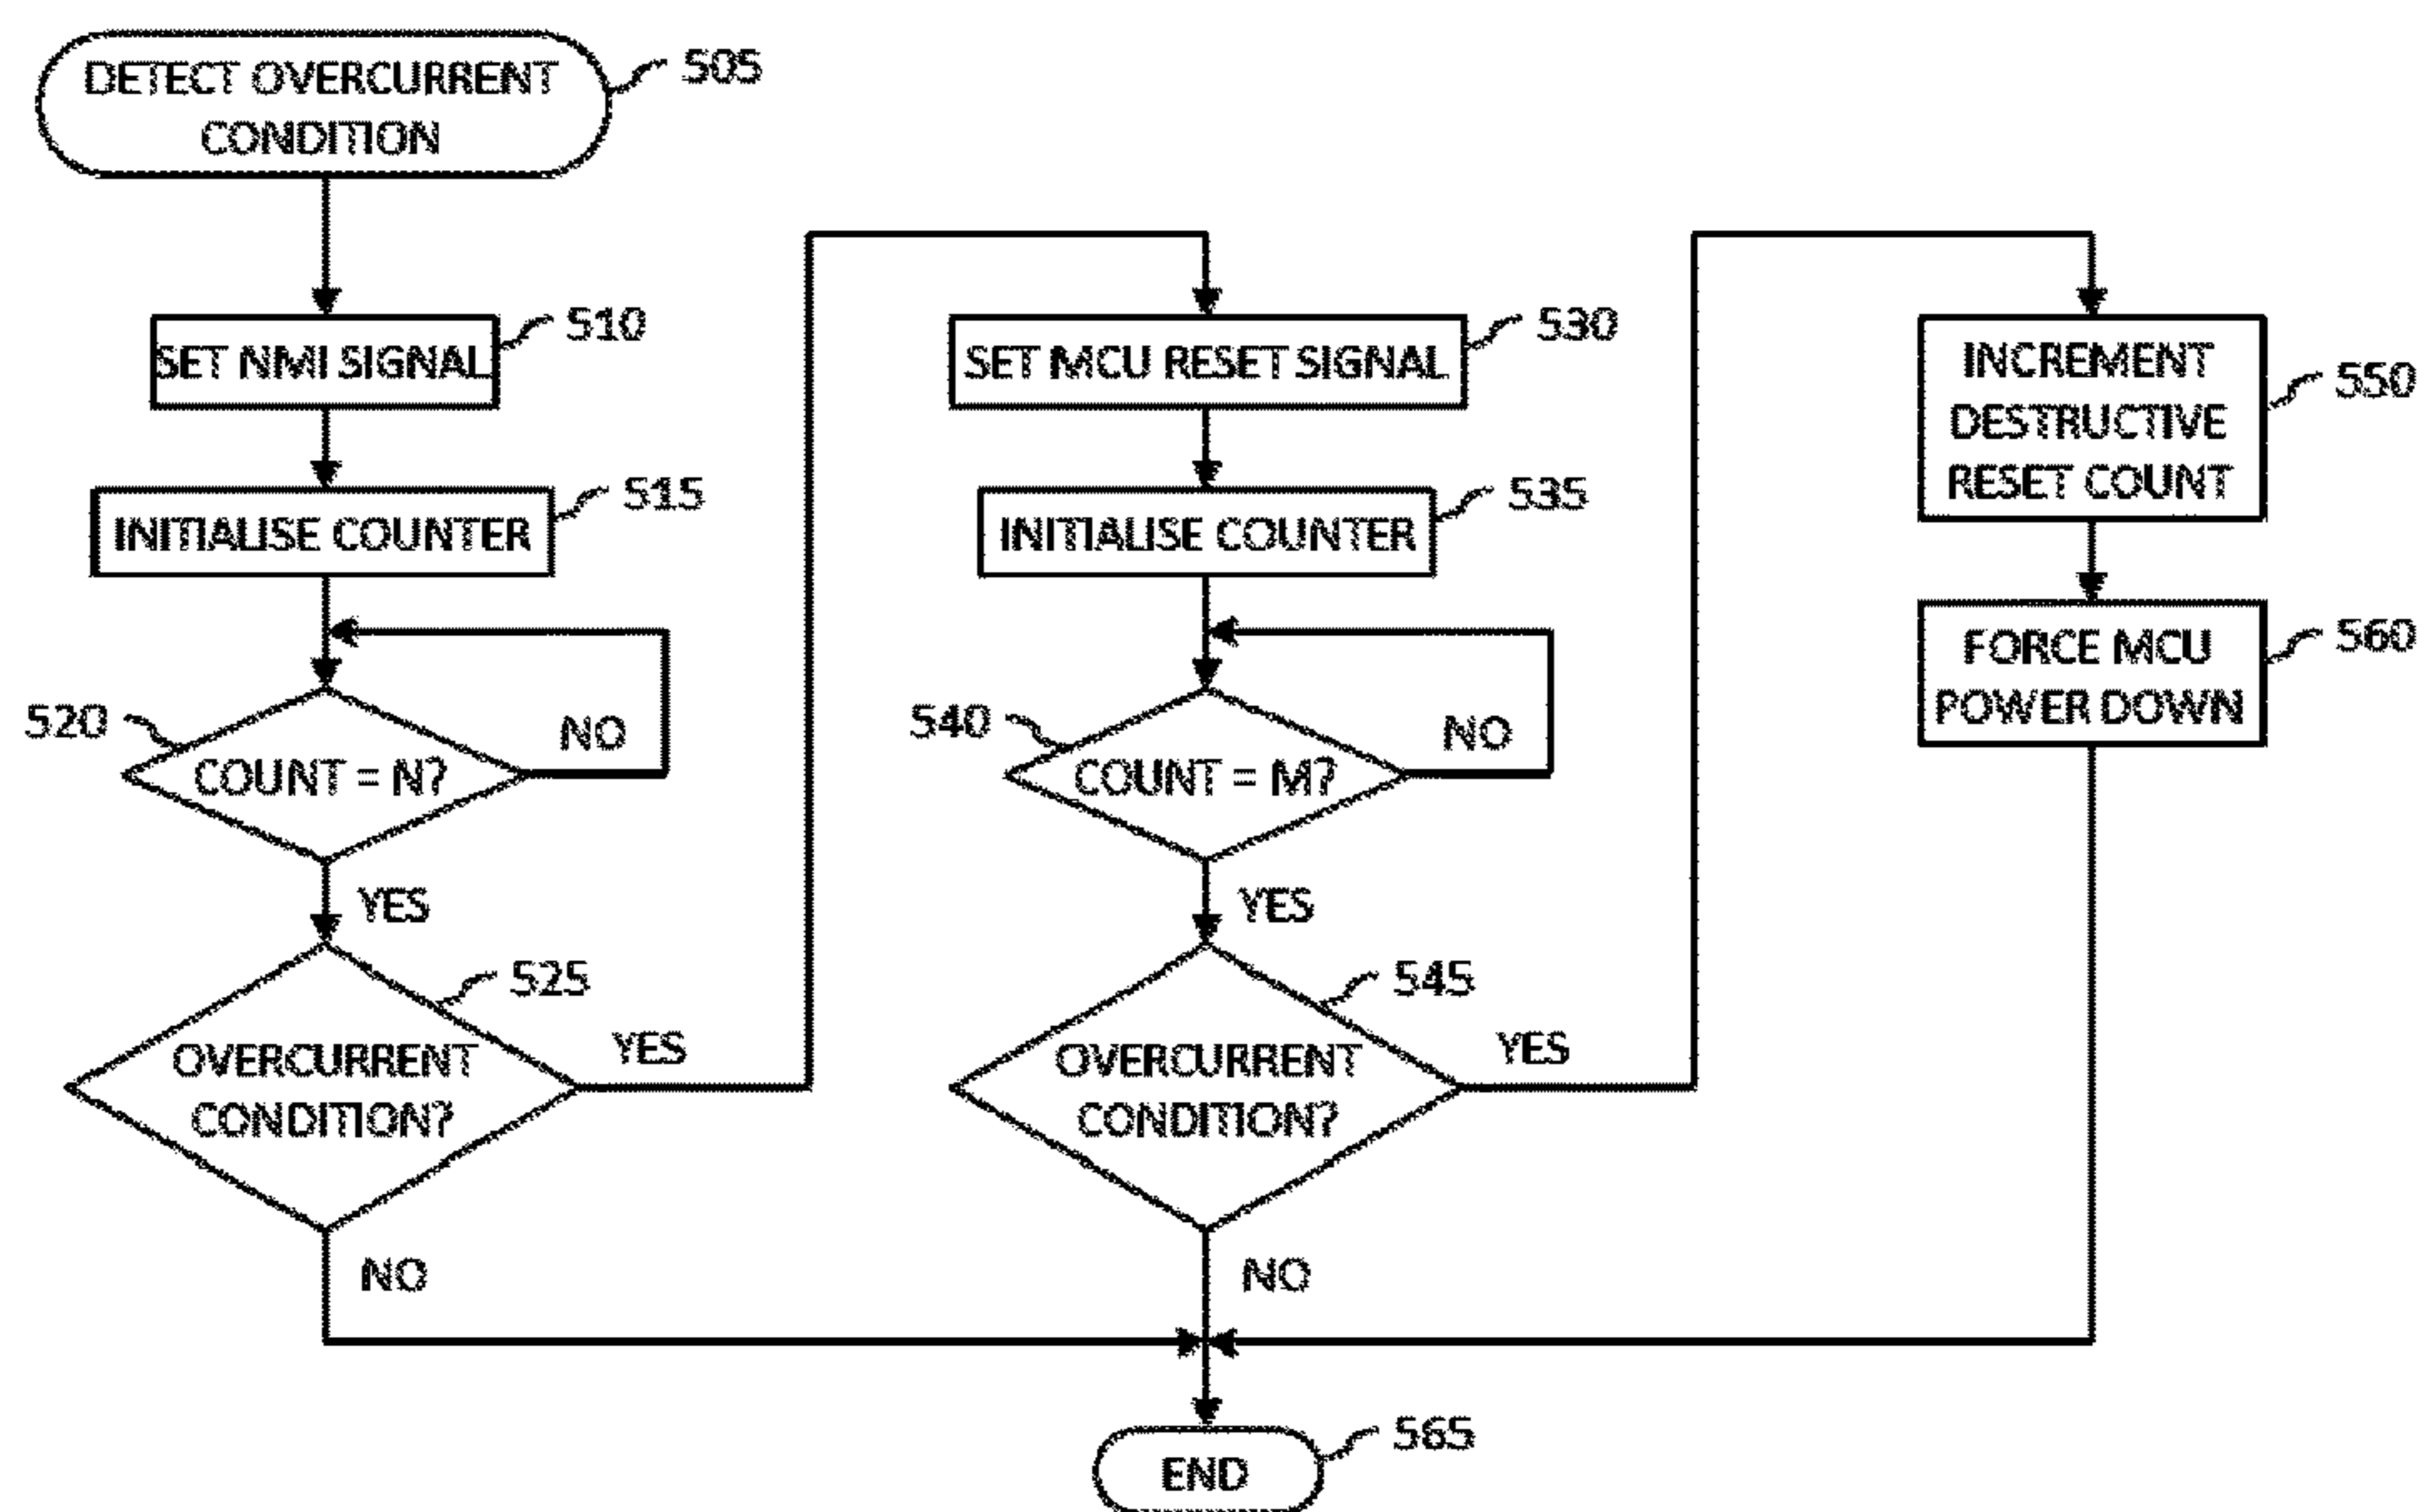 DETECT OVERCURRENT
CONDITION
505
SET NMI SIGNAL
510
INITIALISE COUNTER
515
520
COUNT = N?
NO
YES
525
OVERCURRENT
CONDITION?
YES
NO
SET MCU RESET SIGNAL
530
INITIALISE COUNTER
535
540
COUNT = M?
NO
YES
545
OVERCURRENT
CONDITION?
YES
NO
INCREMENT
DESTRUCTIVE
RESET COUNT
550
FORCE MCU
POWER DOWN
560
END
565